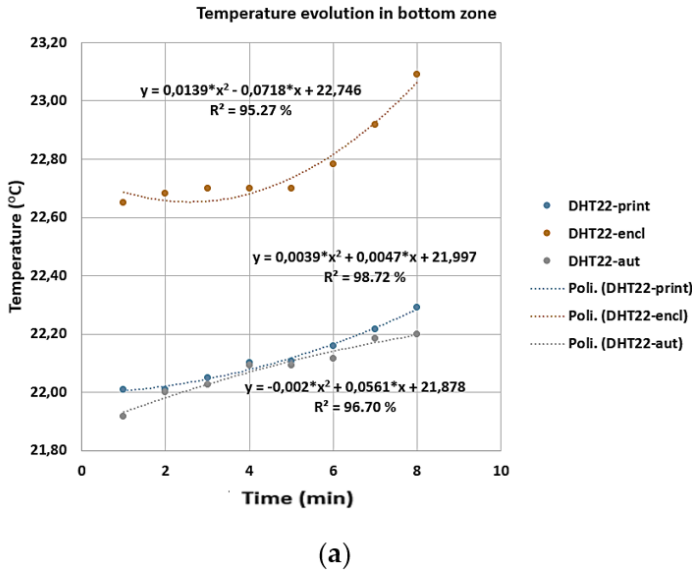 Temperature evolution in bottom zone
23,20
23,00
22,80
22,60
22,40
22,20
22,00
21,80
Temperature (°C)
y = 0,0139*x² - 0,0718*x + 22,746
R² = 95.27 %
y = 0,0039*x² + 0,0047*x + 21,997
R² = 98.72 %
y = -0,002*x² + 0,0561*x + 21,878
R² = 96.70 %
0 2 4 6 8 10
Time (min)
DHT22-print
DHT22-encl
DHT22-aut
Poli. (DHT22-print)
Poli. (DHT22-encl)
Poli. (DHT22-aut)
(a)